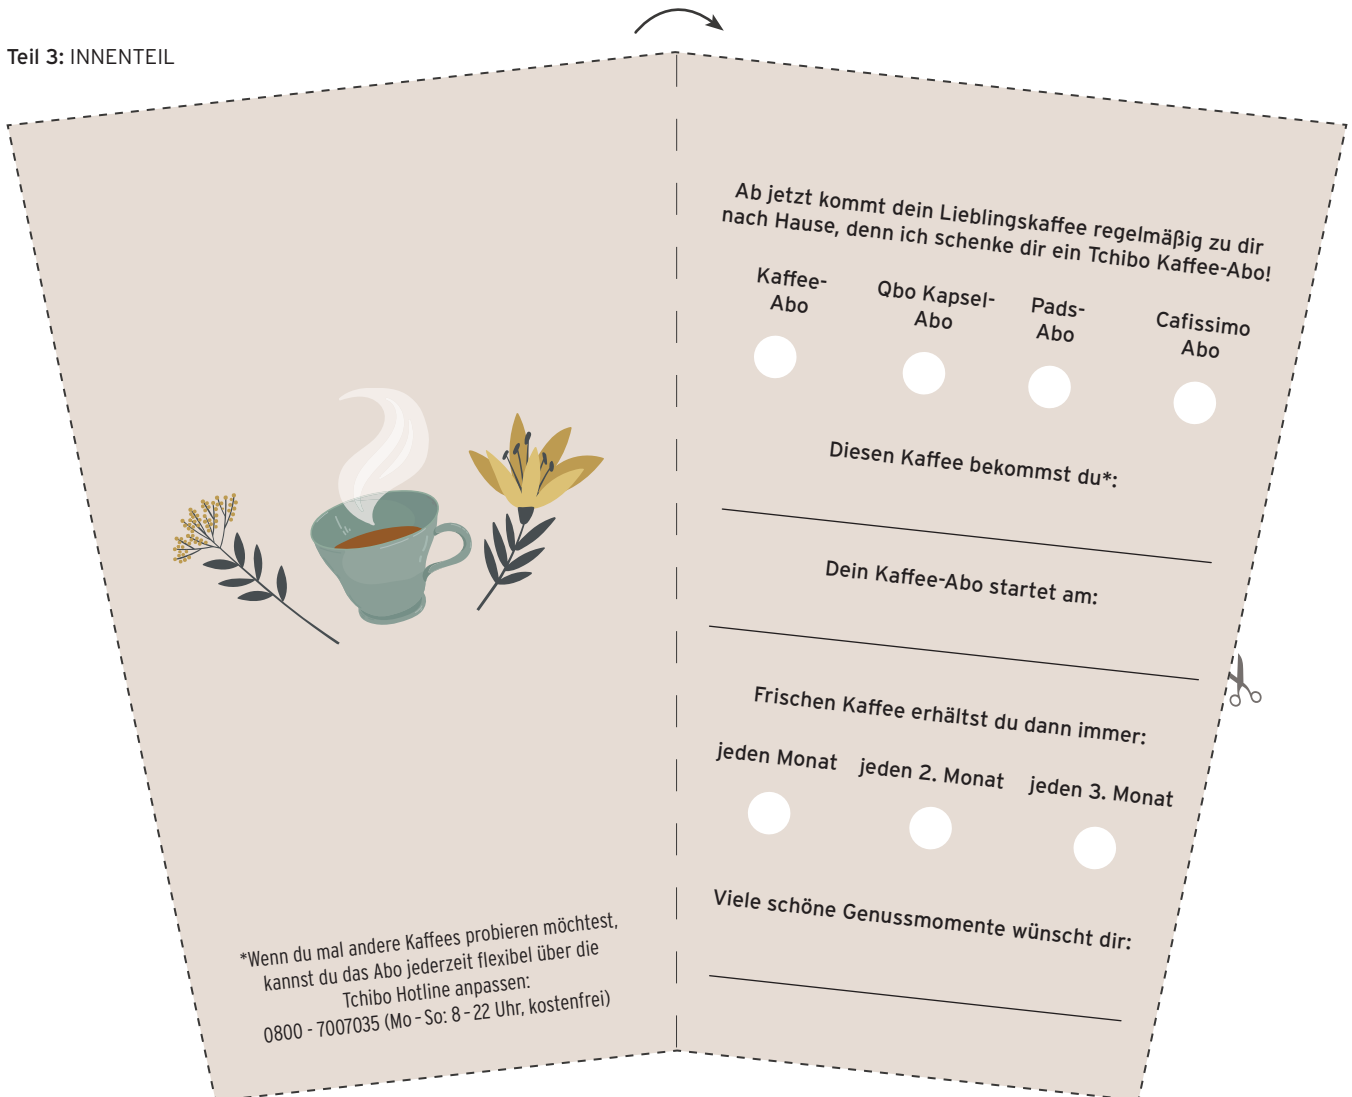 Teil 3: INNENTEIL
*Wenn du mal andere Kaffees probieren möchtest,
kannst du das Abo jederzeit flexibel über die
Tchibo Hotline anpassen:
0800 - 7007035 (Mo - So: 8 - 22 Uhr, kostenfrei)
Ab jetzt kommt dein Lieblingskaffee regelmäßig zu dir
nach Hause, denn ich schenke dir ein Tchibo Kaffee-Abo!
Kaffee-
Abo
Qbo Kapsel-
Abo
Pads-
Abo
Cafissimo
Abo
Diesen Kaffee bekommst du*:
Dein Kaffee-Abo startet am:
Frischen Kaffee erhältst du dann immer:
jeden Monat
jeden 2. Monat
jeden 3. Monat
Viele schöne Genussmomente wünscht dir: